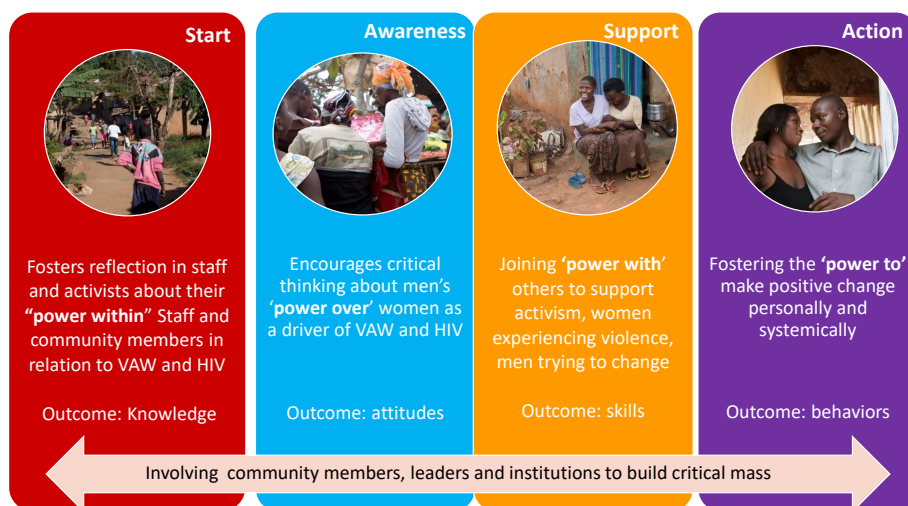 Start
Fosters reflection in staff
and activists about their
“power within” Staff and
community members in
relation to VAW and HIV
Outcome: Knowledge
Awareness
Encourages critical
thinking about men’s
‘power over’ women as
a driver of VAW and HIV
Outcome: attitudes
Support
Joining ‘power with’
others to support
activism, women
experiencing violence,
men trying to change
Outcome: skills
Action
Fostering the ‘power to’
make positive change
personally and
systemically
Outcome: behaviors
Involving community members, leaders and institutions to build critical mass